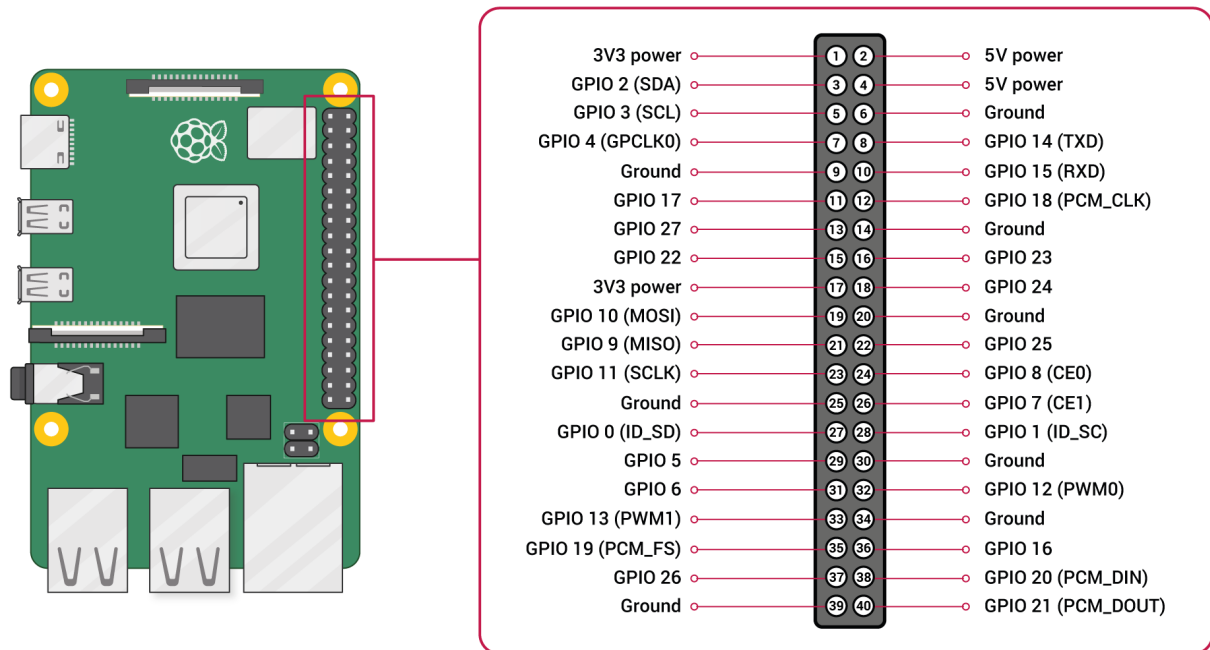 3V3 power 1 2 5V power
GPIO 2 (SDA) 3 4 5V power
GPIO 3 (SCL) 5 6 Ground
GPIO 4 (GPCLK0) 7 8 GPIO 14 (TXD)
Ground 9 10 GPIO 15 (RXD)
GPIO 17 11 12 GPIO 18 (PCM_CLK)
GPIO 27 13 14 Ground
GPIO 22 15 16 GPIO 23
3V3 power 17 18 GPIO 24
GPIO 10 (MOSI) 19 20 Ground
GPIO 9 (MISO) 21 22 GPIO 25
GPIO 11 (SCLK) 23 24 GPIO 8 (CE0)
Ground 25 26 GPIO 7 (CE1)
GPIO 0 (ID_SD) 27 28 GPIO 1 (ID_SC)
GPIO 5 29 30 Ground
GPIO 6 31 32 GPIO 12 (PWM0)
GPIO 13 (PWM1) 33 34 Ground
GPIO 19 (PCM_FS) 35 36 GPIO 16
GPIO 26 37 38 GPIO 20 (PCM_DIN)
Ground 39 40 GPIO 21 (PCM_DOUT)